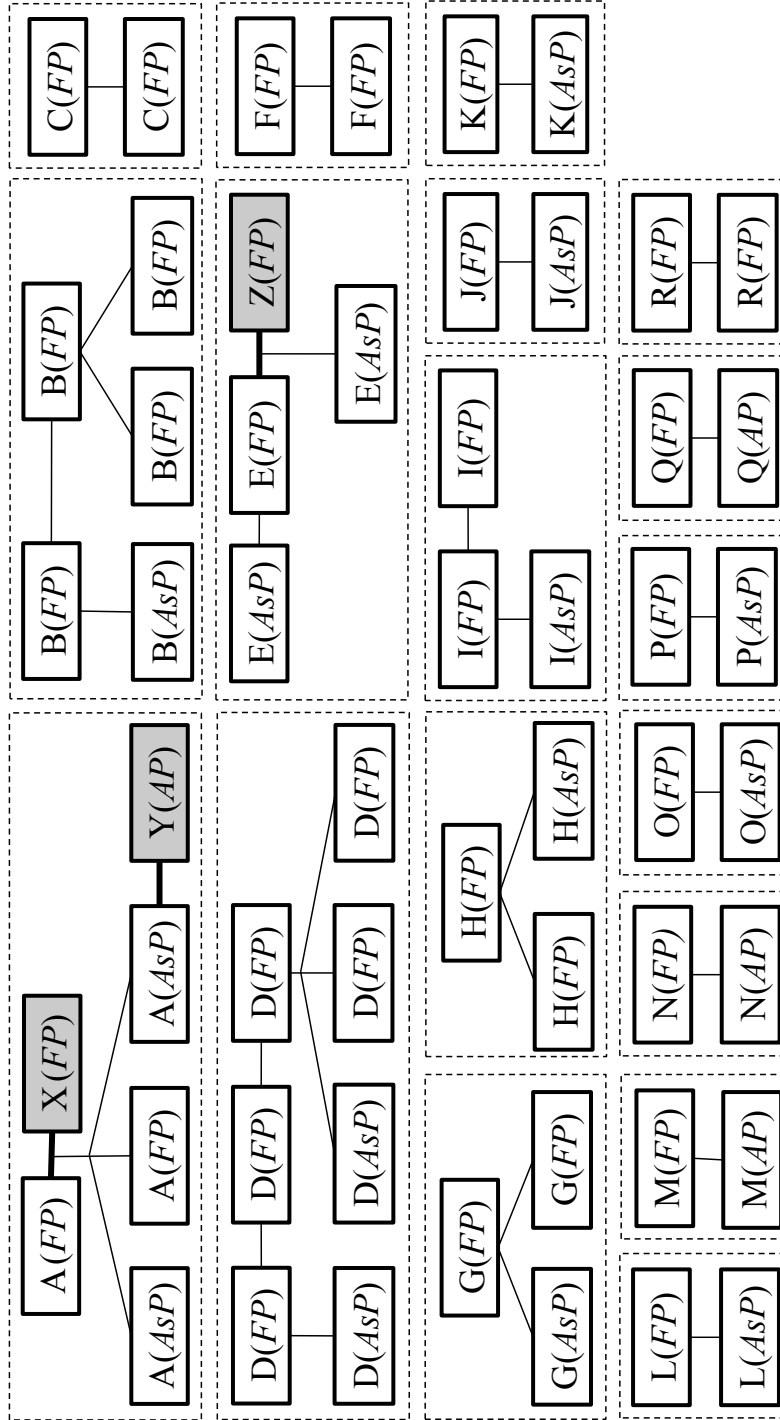 A(FP)
X(FP)
A(AsP)
A(FP)
A(AsP)
Y(AP)
B(FP)
B(FP)
B(AsP)
B(FP)
B(FP)
C(FP)
C(FP)
D(FP)
D(FP)
D(FP)
D(AsP)
D(AsP)
D(FP)
D(FP)
E(AsP)
E(FP)
Z(FP)
E(AsP)
F(FP)
F(FP)
G(FP)
G(AsP)
G(FP)
H(FP)
H(FP)
H(AsP)
I(FP)
I(FP)
I(AsP)
J(FP)
J(AsP)
K(FP)
K(AsP)
L(FP)
L(AsP)
M(FP)
M(AP)
N(FP)
N(AP)
O(FP)
O(AsP)
P(FP)
P(AsP)
Q(FP)
Q(AP)
R(FP)
R(FP)